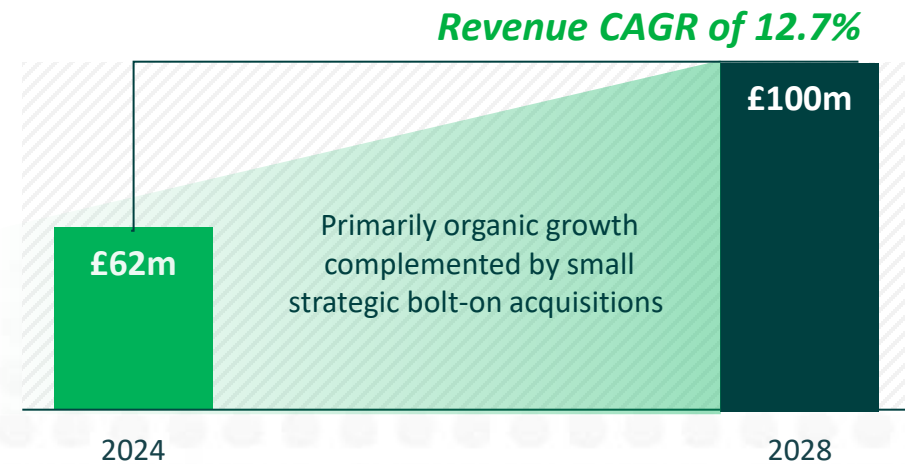 Revenue CAGR of 12.7%
£100m
£62m
Primarily organic growth
complemented by small
strategic bolt-on acquisitions
2024
2028